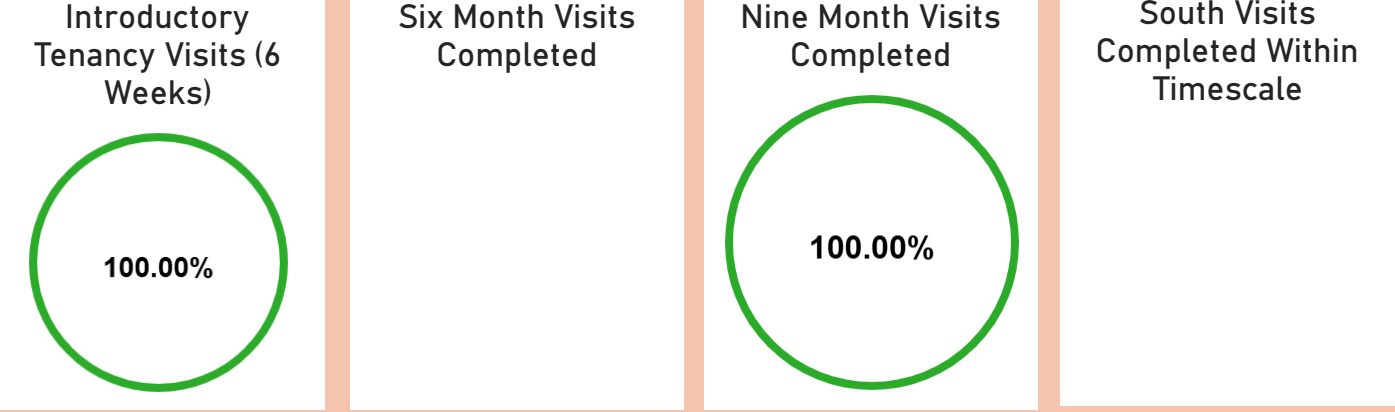 Introductory
Tenancy Visits (6
Weeks)
100.00%
Six Month Visits
Completed
Nine Month Visits
Completed
100.00%
South Visits
Completed Within
Timescale